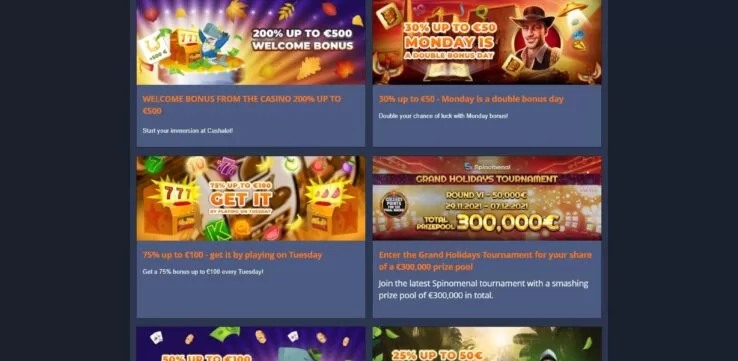 200% UP TO €500
WELCOME BONUS
WELCOME BONUS FROM THE CASINO 200% UP TO
€500
Start your immersion at Cashalot!
30% UP TO €50
MONDAY IS
A DOUBLE BONUS DAY
30% up to €50 - Monday is a double bonus day
Double your chance of luck with Monday bonus!
777
75% UP TO €100
GET IT
BY PLAYING ON TUESDAY
75% up to €100 - get it by playing on Tuesday
Get a 75% bonus up to €100 every Tuesday!
Spinomenal
GRAND HOLIDAYS TOURNAMENT
ROUND VI – 50,000€
29.11.2021 - 07.12.2021
COLLECT
POINTS
TOTAL
PRIZEPOOL 300,000€
Enter the Grand Holidays Tournament for your share
of a €300,000 prize pool
Join the latest Spinomenal tournament with a smashing
prize pool of €300,000 in total.
50% UP TO €100
25% UP TO 50€